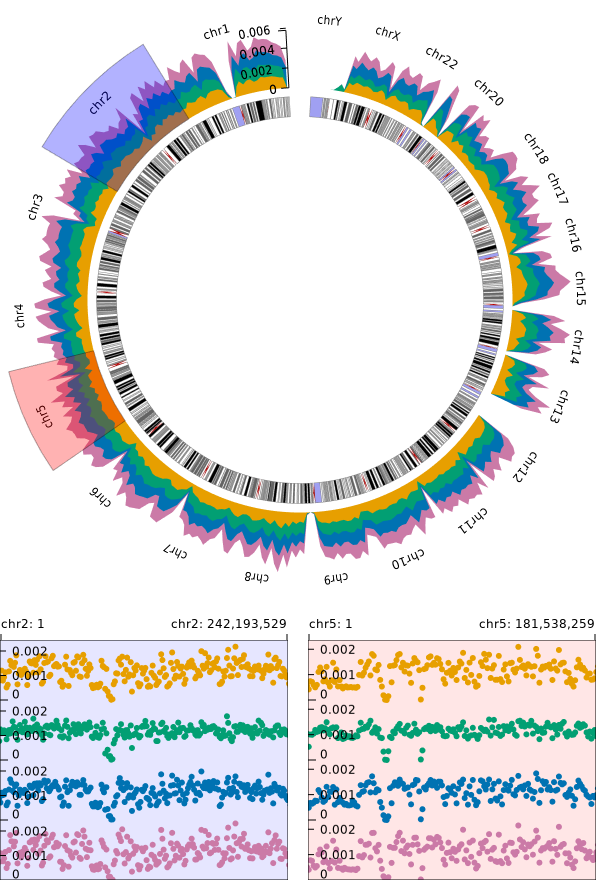 chrY
chr1
0.006
0.004
0.002
0
chrX
chr22
chr20
chr18
chr17
chr16
chr15
chr14
chr13
chr12
chr11
chr10
chr9
chr8
chr7
chr6
chr5
chr4
chr3
chr2
chr2: 1
chr2: 242,193,529
0.002
0.001
0
0.002
0.001
0
0.002
0.001
0
0.002
0.001
0
chr5: 1
chr5: 181,538,259
0.002
0.001
0
0.002
0.001
0
0.002
0.001
0
0.002
0.001
0